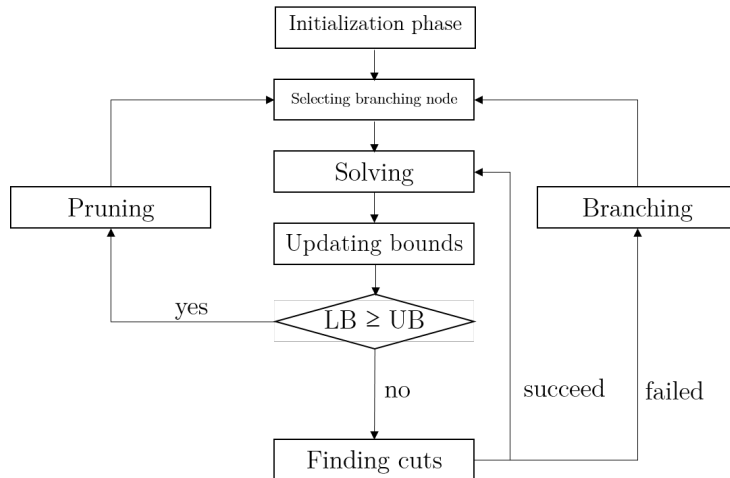 Initialization phase
Selecting branching node
Solving
Pruning
Branching
Updating bounds
yes
LB ≥ UB
no
succeed
failed
Finding cuts